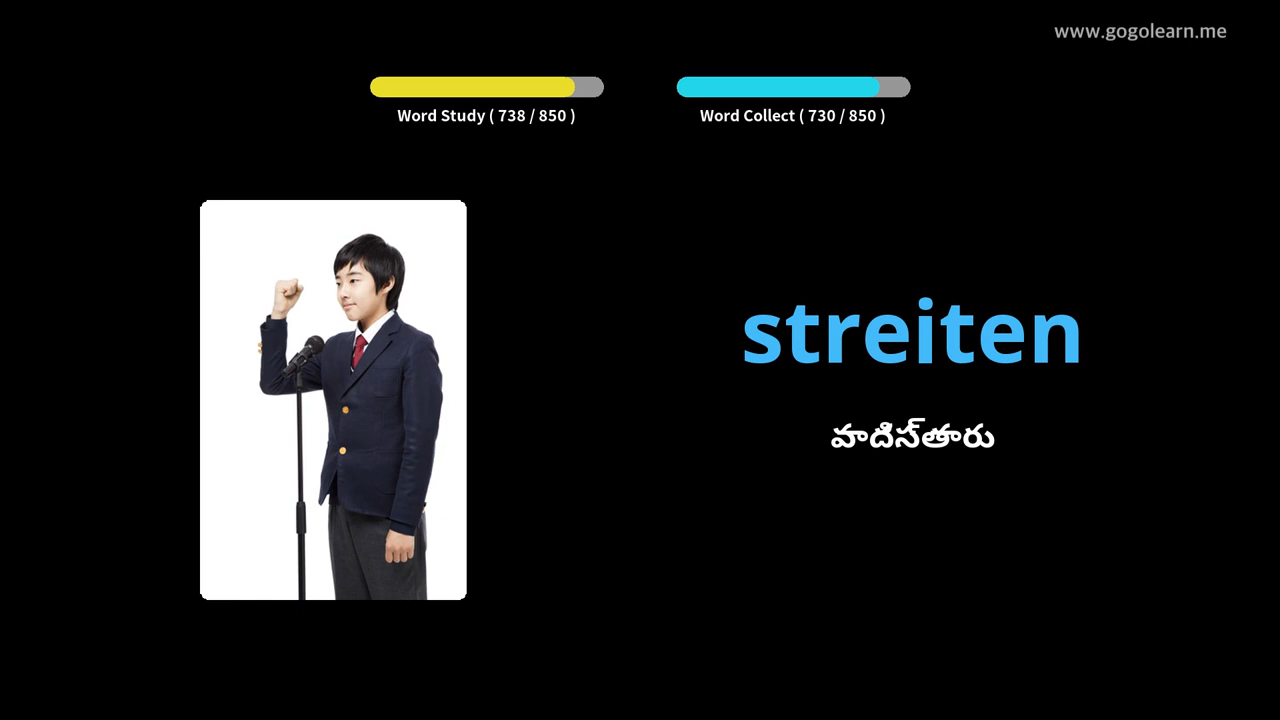 www.gogolearn.me
Word Study ( 738 / 850 )
Word Collect ( 730 / 850 )
streiten
వాదిస్తారు